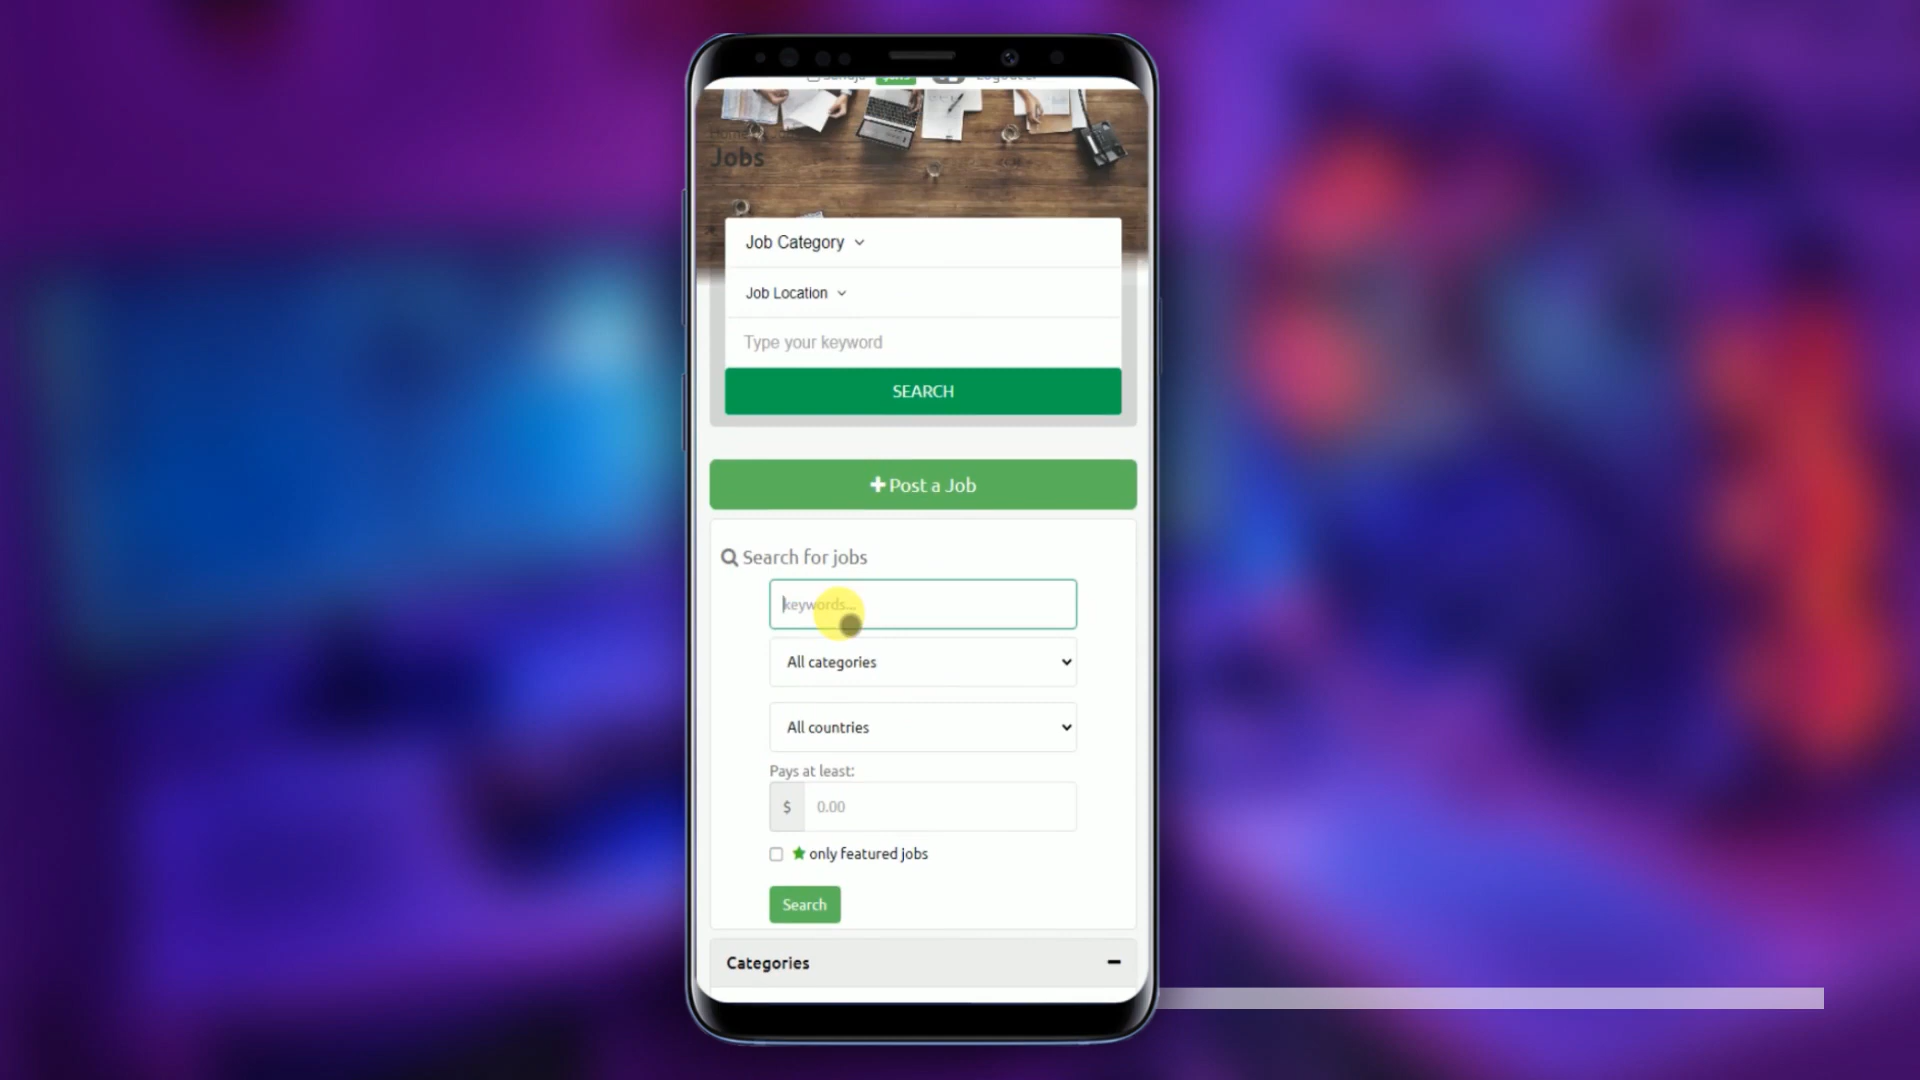 Jobs
Job Category
Job Location
Type your keyword
SEARCH
Post a Job
Search for jobs
keywords...
All categories
All countries
Pays at least:
$ 0.00
only featured jobs
Search
Categories